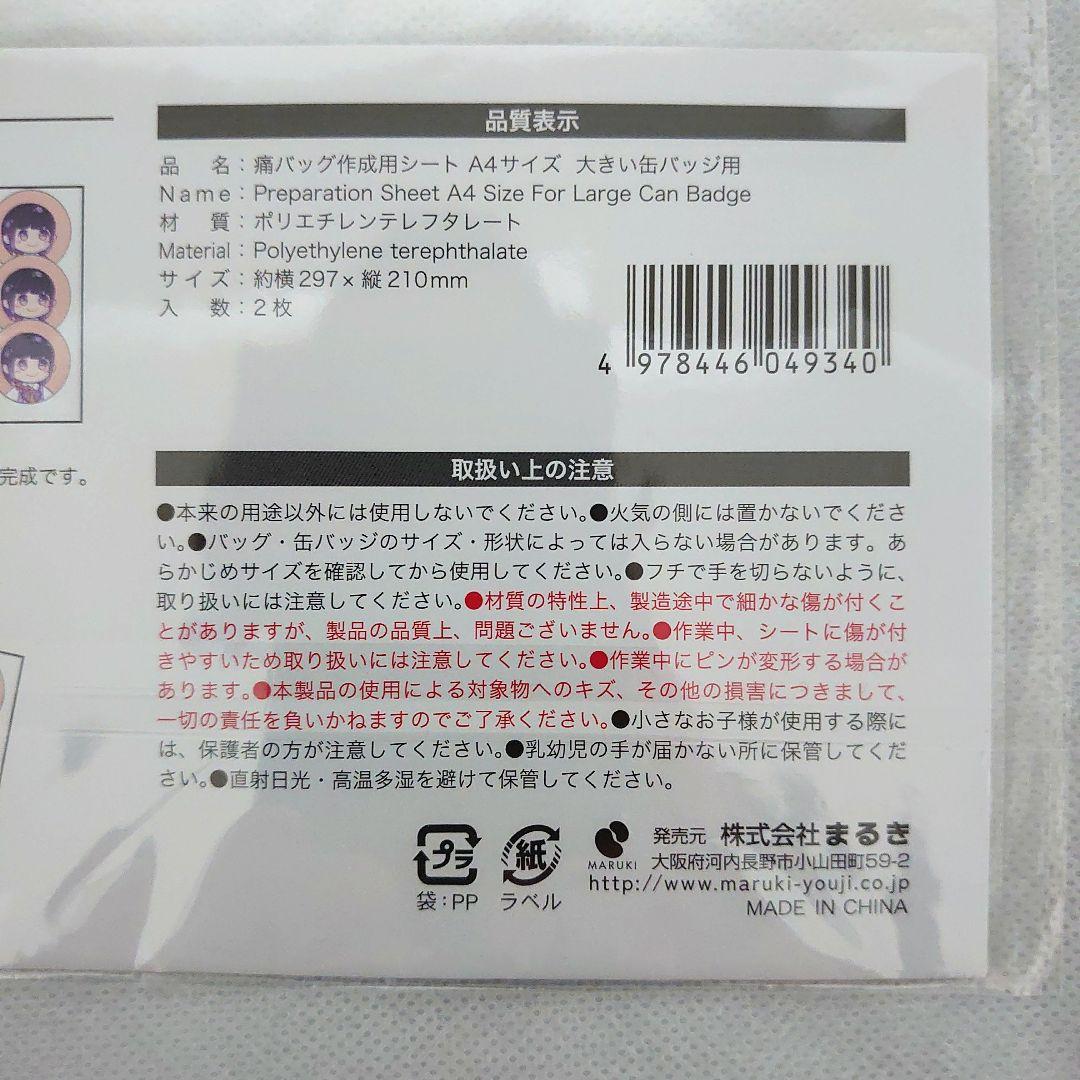 品質表示
品 名：痛バッグ作成用シート A4サイズ 大きい缶バッジ用
Name：Preparation Sheet A4 Size For Large Can Badge
材 質：ポリエチレンテレフタレート
Material：Polyethylene terephthalate
サイズ：約横297×縦210mm
入 数：2枚
4 978446 049340
完成です。
取扱い上の注意
●本来の用途以外には使用しないでください。●火気の側には置かないでくださ
い。●バッグ・缶バッジのサイズ・形状によっては入らない場合があります。あ
らかじめサイズを確認してから使用してください。●フチで手を切らないように、
取り扱いには注意してください。●材質の特性上、製造途中で細かな傷が付くこ
とがありますが、製品の品質上、問題ございません。●作業中、シートに傷が付
きやすいため取り扱いには注意してください。●作業中にピンが変形する場合が
あります。●本製品の使用による対象物へのキズ、その他の損害につきまして、
一切の責任を負いかねますのでご了承ください。●小さなお子様が使用する際に
は、保護者の方が注意してください。●乳幼児の手が届かない所に保管してくだ
さい。●直射日光・高温多湿を避けて保管してください。
プラ
袋：PP
紙
ラベル
MARUKI
発売元 株式会社まるき
大阪府河内長野市小山田町59-2
http://www.maruki-youji.co.jp
MADE IN CHINA